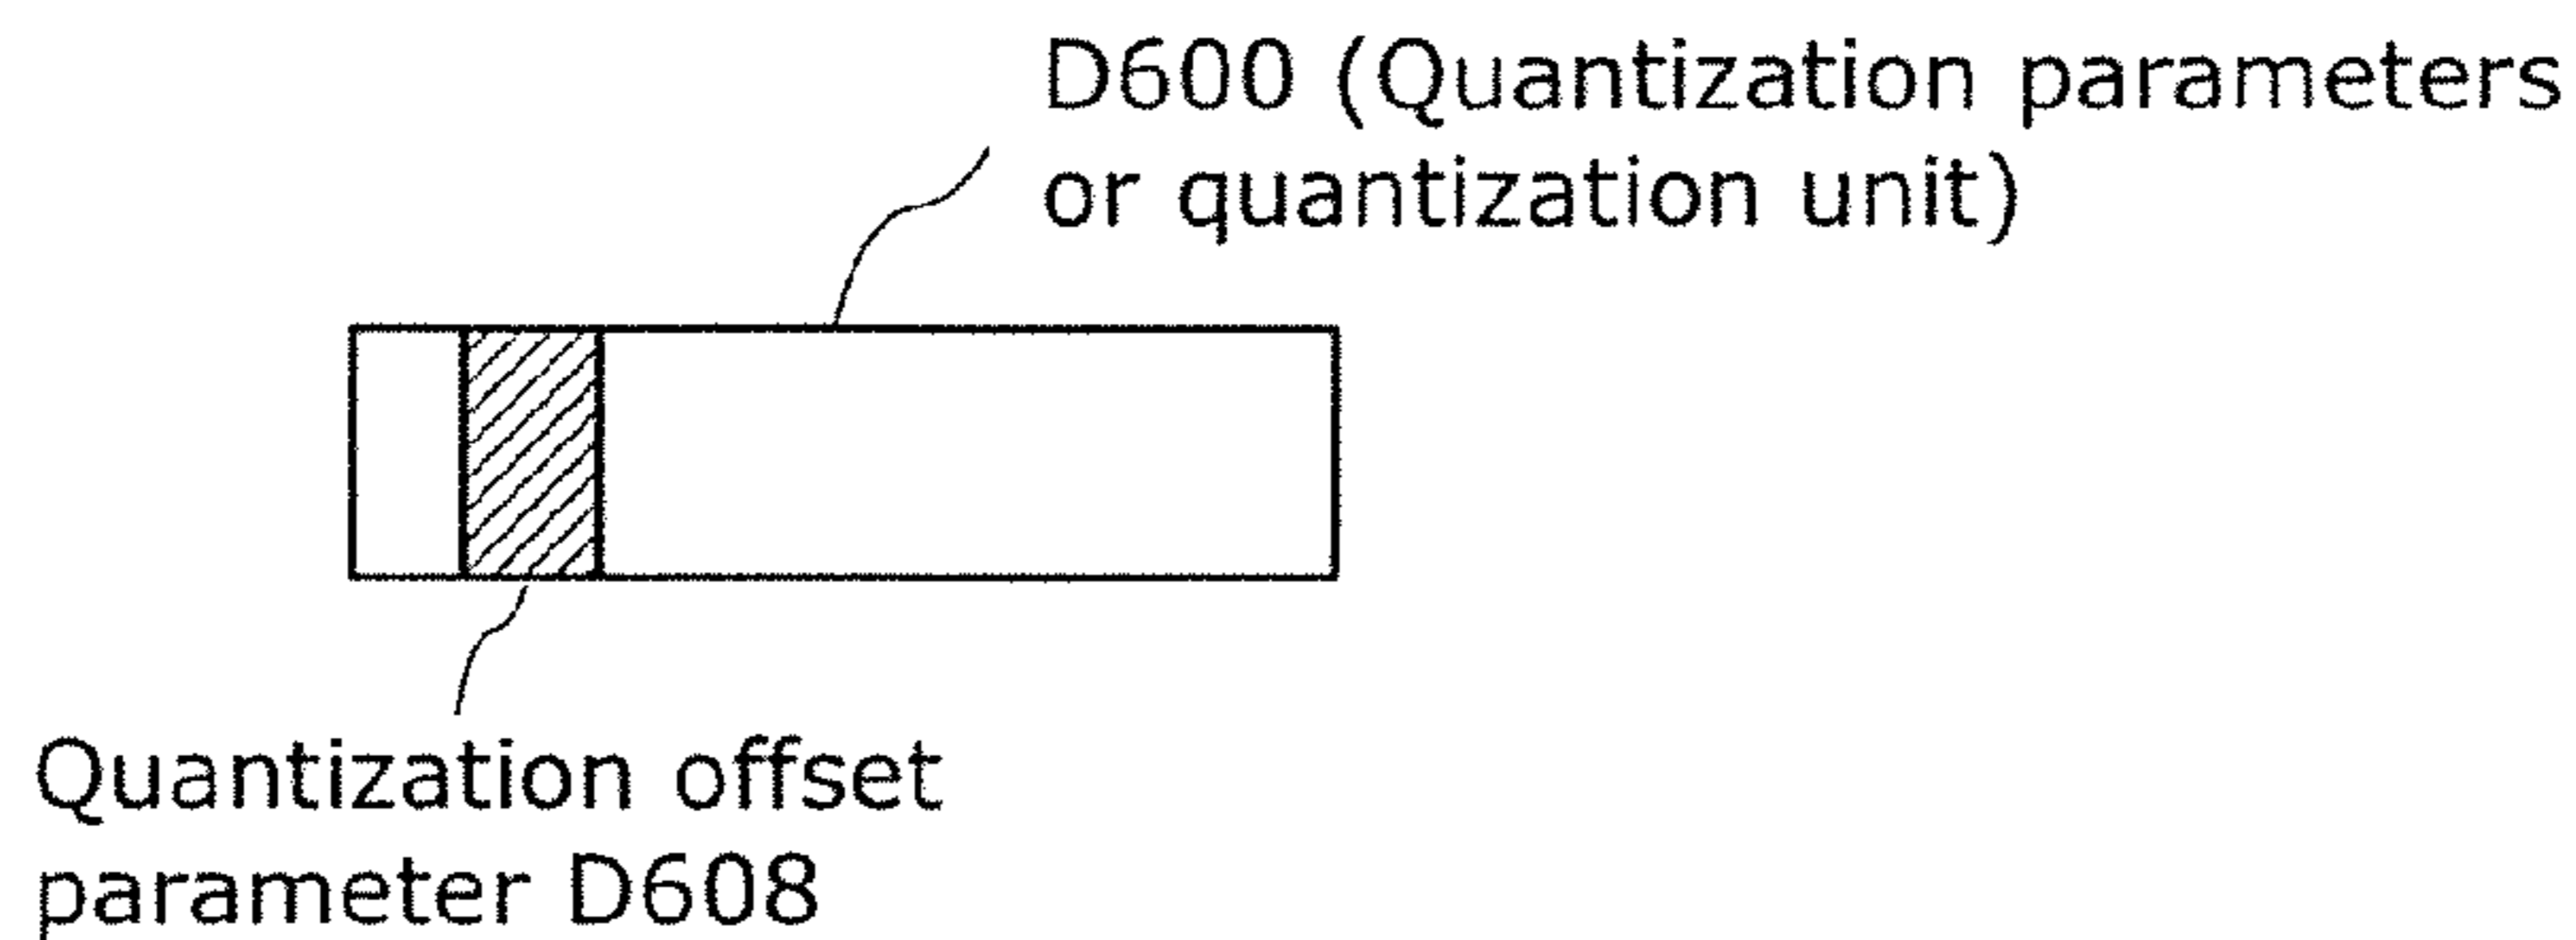 D600 (Quantization parameters
or quantization unit)
Quantization offset
parameter D608